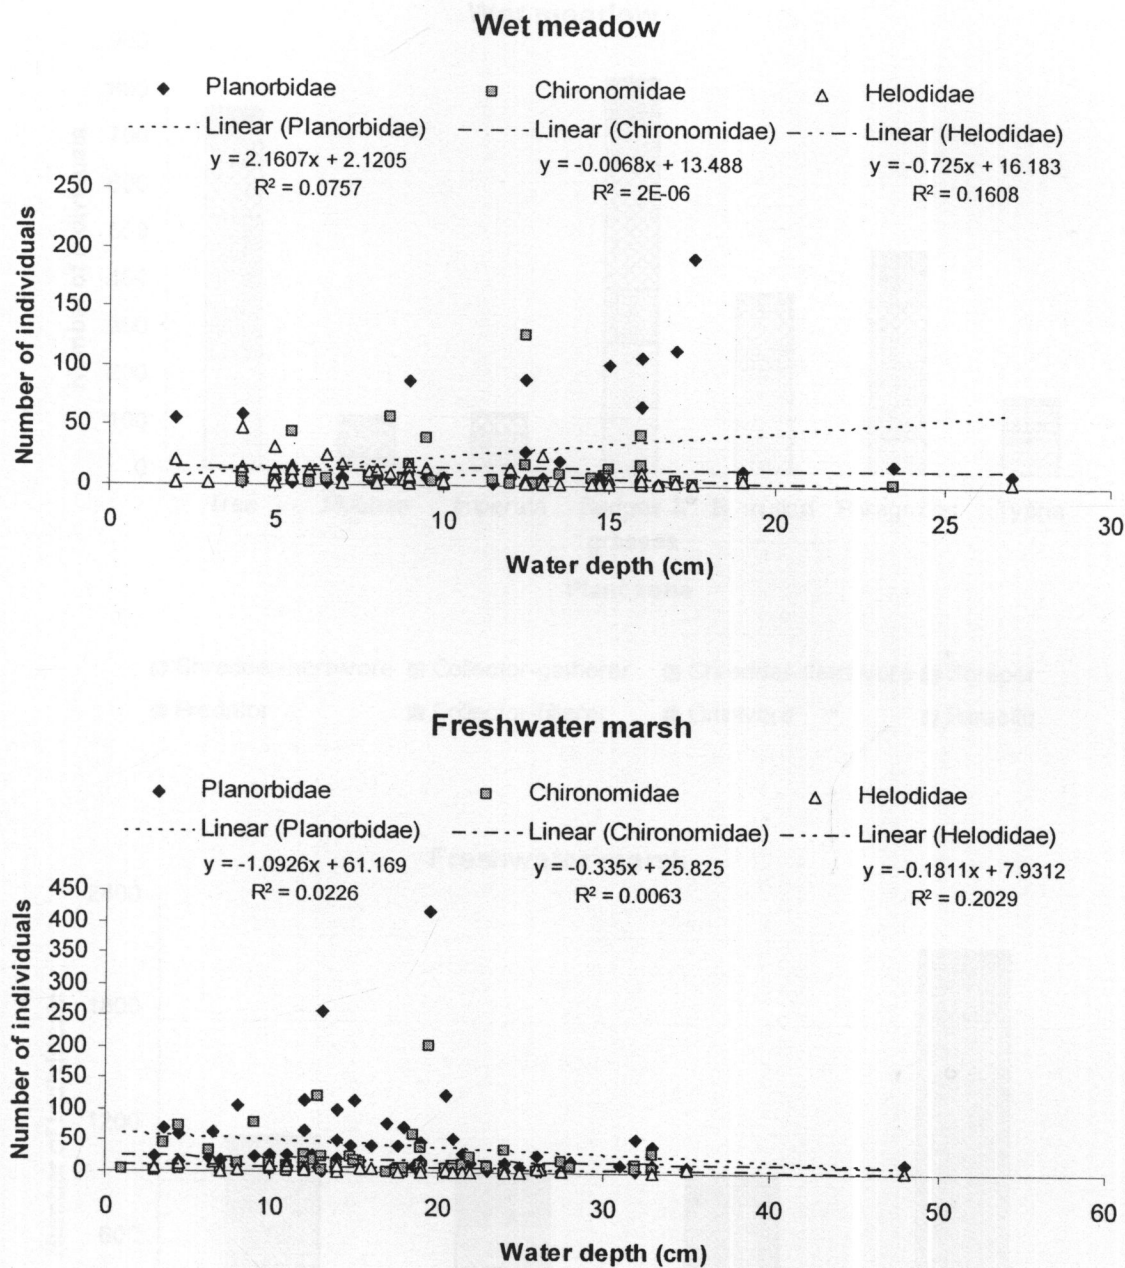 Wet meadow
Planorbidae Chironomidae Helodidae
Linear (Planorbidae) Linear (Chironomidae) Linear (Helodidae)
y = 2.1607x + 2.1205 y = -0.0068x + 13.488 y = -0.725x + 16.183
R² = 0.0757 R² = 2E-06 R² = 0.1608
250
200
150
100
50
0
Number of individuals
0 5 10 15 20 25 30
Water depth (cm)
Freshwater marsh
Planorbidae Chironomidae Helodidae
Linear (Planorbidae) Linear (Chironomidae) Linear (Helodidae)
y = -1.0926x + 61.169 y = -0.335x + 25.825 y = -0.1811x + 7.9312
R² = 0.0226 R² = 0.0063 R² = 0.2029
450
400
350
300
250
200
150
100
50
0
Number of individuals
0 10 20 30 40 50 60
Water depth (cm)